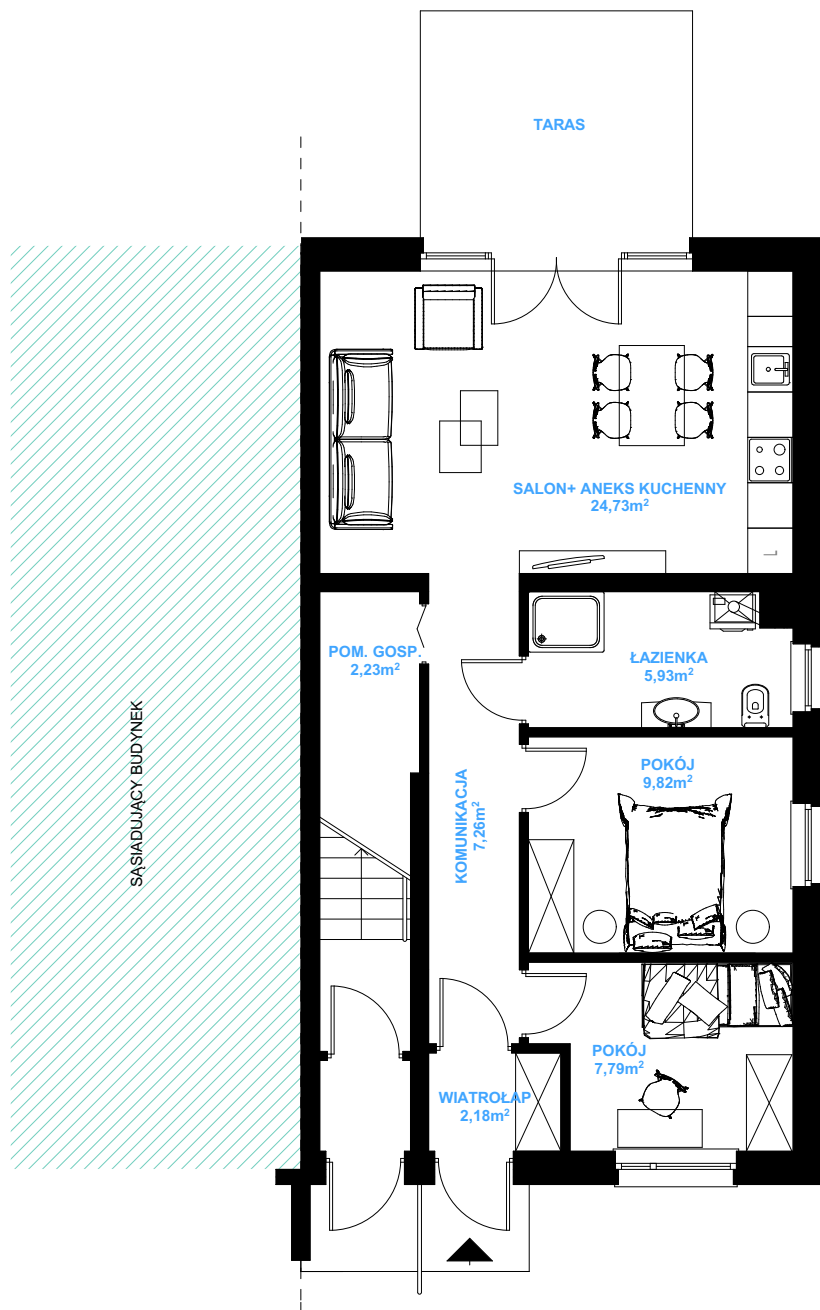 TARAS
SALON+ ANEKS KUCHENNY
24,73m²
L
POM. GOSP.
2,23m²
ŁAZIENKA
5,93m²
POKÓJ
9,82m²
KOMUNIKACJA
7,26m²
SĄSIADUJĄCY BUDYNEK
POKÓJ
7,79m²
WIATROŁAP
2,18m²